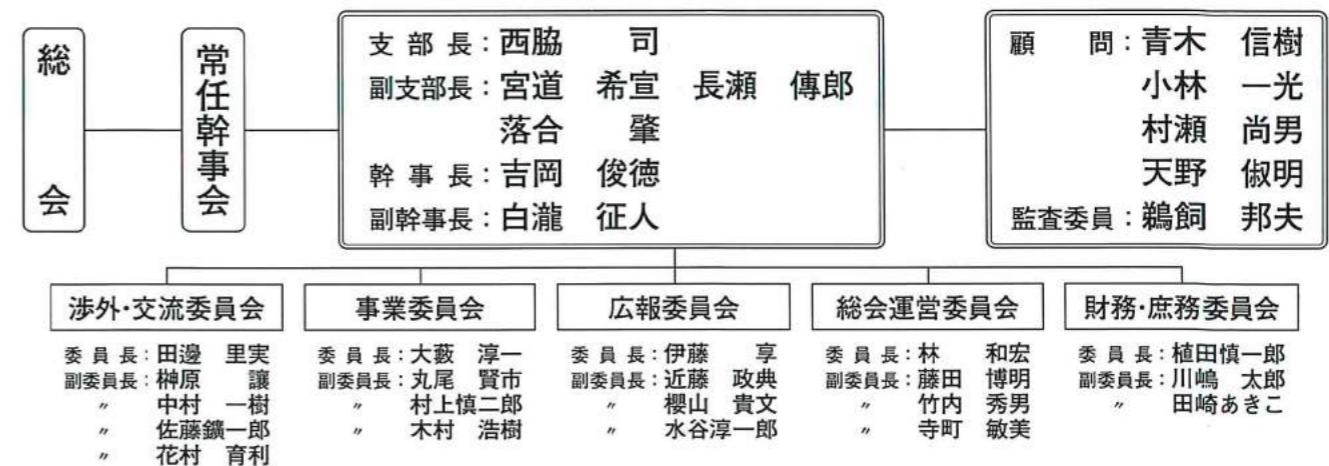 総会
常任幹事会
支部長：西脇　司
副支部長：宮道　希宣　長瀬　傳郎
落合　肇
幹事長：吉岡　俊徳
副幹事長：白瀧　征人
顧問：青木　信樹
小林　一光
村瀬　尚男
天野　俶明
監査委員：鵜飼　邦夫
渉外・交流委員会
委員長：田邊　里実
副委員長：榊原　譲
〃　中村　一樹
〃　佐藤鑛一郎
〃　花村　育利
事業委員会
委員長：大藪　淳一
副委員長：丸尾　賢市
〃　村上慎二郎
〃　木村　浩樹
広報委員会
委員長：伊藤　享
副委員長：近藤　政典
〃　櫻山　貴文
〃　水谷淳一郎
総会運営委員会
委員長：林　和宏
副委員長：藤田　博明
〃　竹内　秀男
〃　寺町　敏美
財務・庶務委員会
委員長：植田慎一郎
副委員長：川嶋　太郎
〃　田崎あきこ